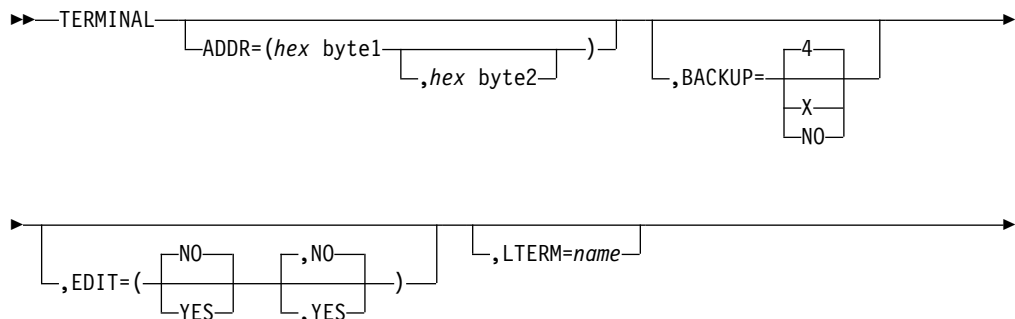 TERMINAL
ADDR=(hex byte1
,hex byte2
)
,BACKUP=
4
X
NO
,EDIT=(
NO
YES
,NO
,YES
)
,LTERM=name